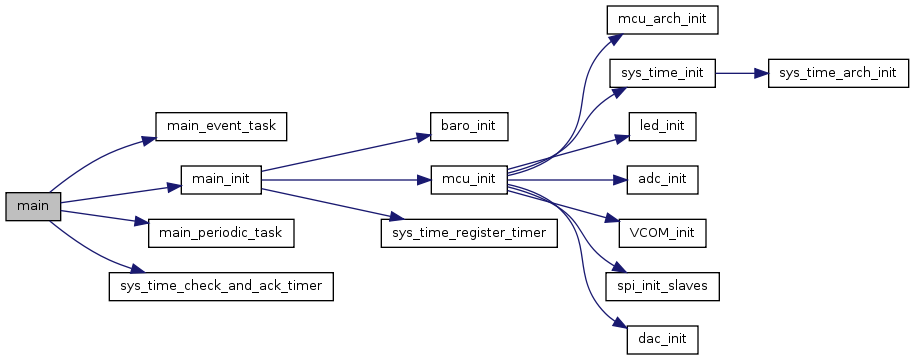 main
main_event_task
main_init
main_periodic_task
sys_time_check_and_ack_timer
baro_init
mcu_init
sys_time_register_timer
mcu_arch_init
sys_time_init
led_init
adc_init
VCOM_init
spi_init_slaves
dac_init
sys_time_arch_init